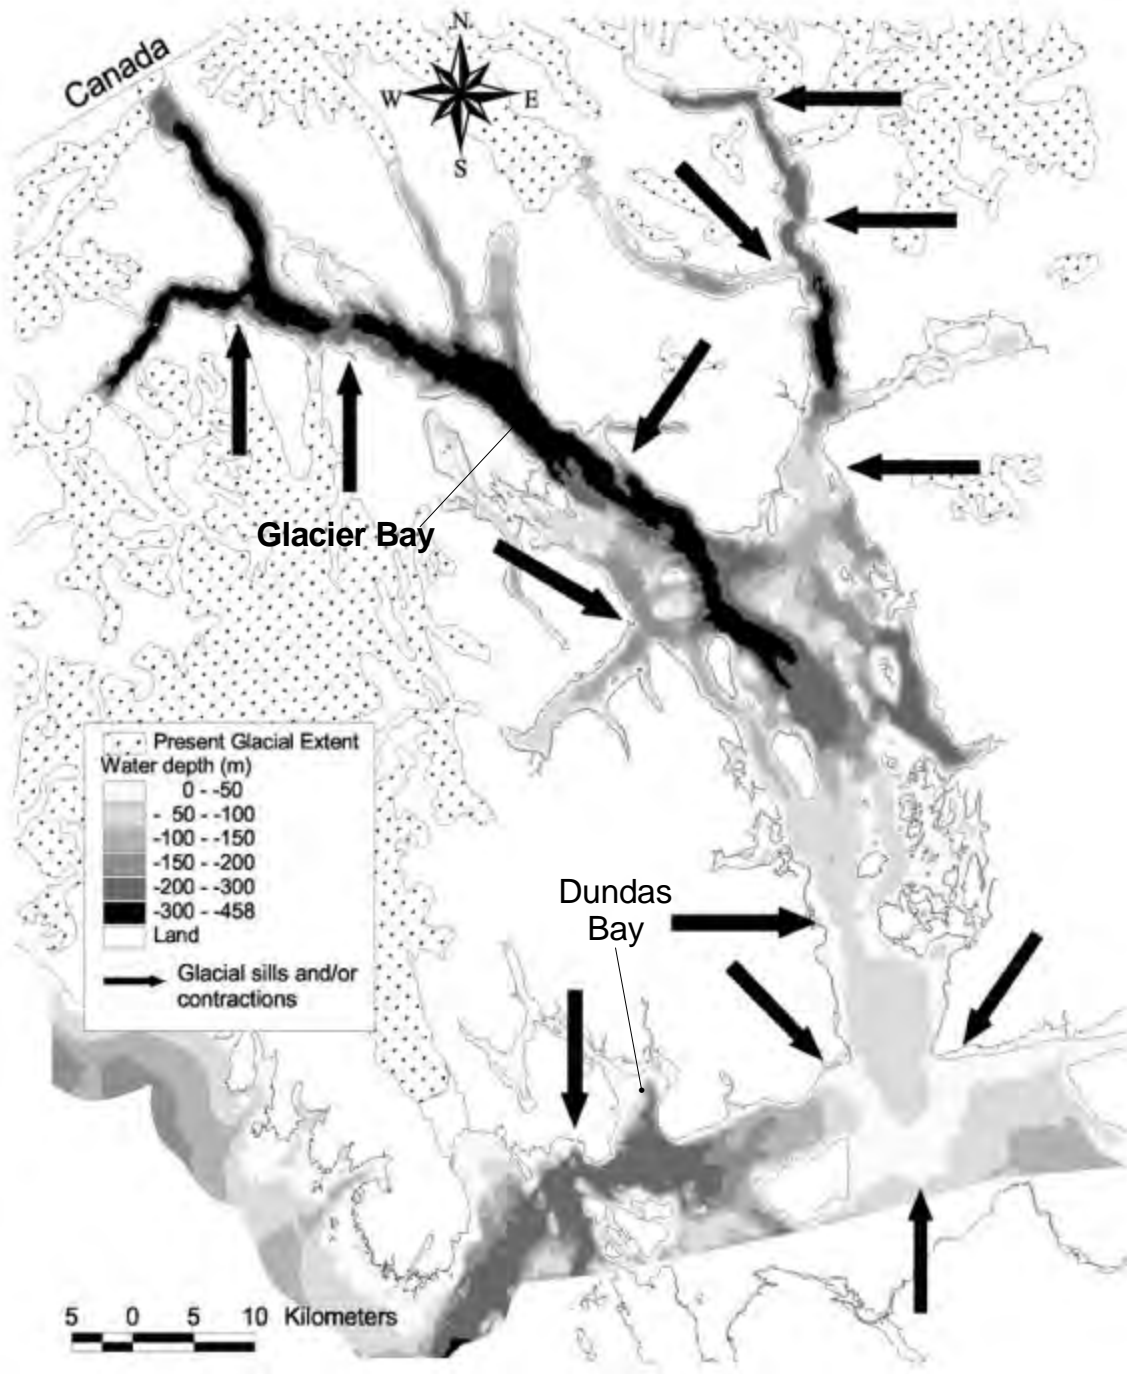 Canada
N
W E
S
Glacier Bay
Present Glacial Extent
Water depth (m)
0 - -50
- 50 - -100
-100 - -150
-150 - -200
-200 - -300
-300 - -458
Land
Glacial sills and/or
contractions
Dundas
Bay
5 0 5 10 Kilometers